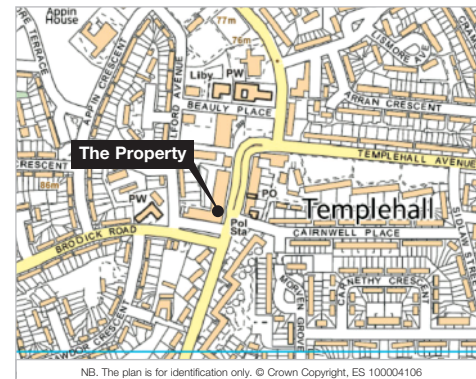 Appin
House
77m
76m
LISMORE AVE
APPIN CRESCENT
Liby
PW
BEAULY PLACE
ARRAN CRESCENT
TEMPLEHALL AVENUE
The Property
CRESCENT
86m
PW
PO
Templehall
Pol
Sta
CAIRNWELL PLACE
BRODICK ROAD
MORVEN GROVE
CARNETHY CRESCENT
NB. The plan is for identification only. © Crown Copyright, ES 100004106